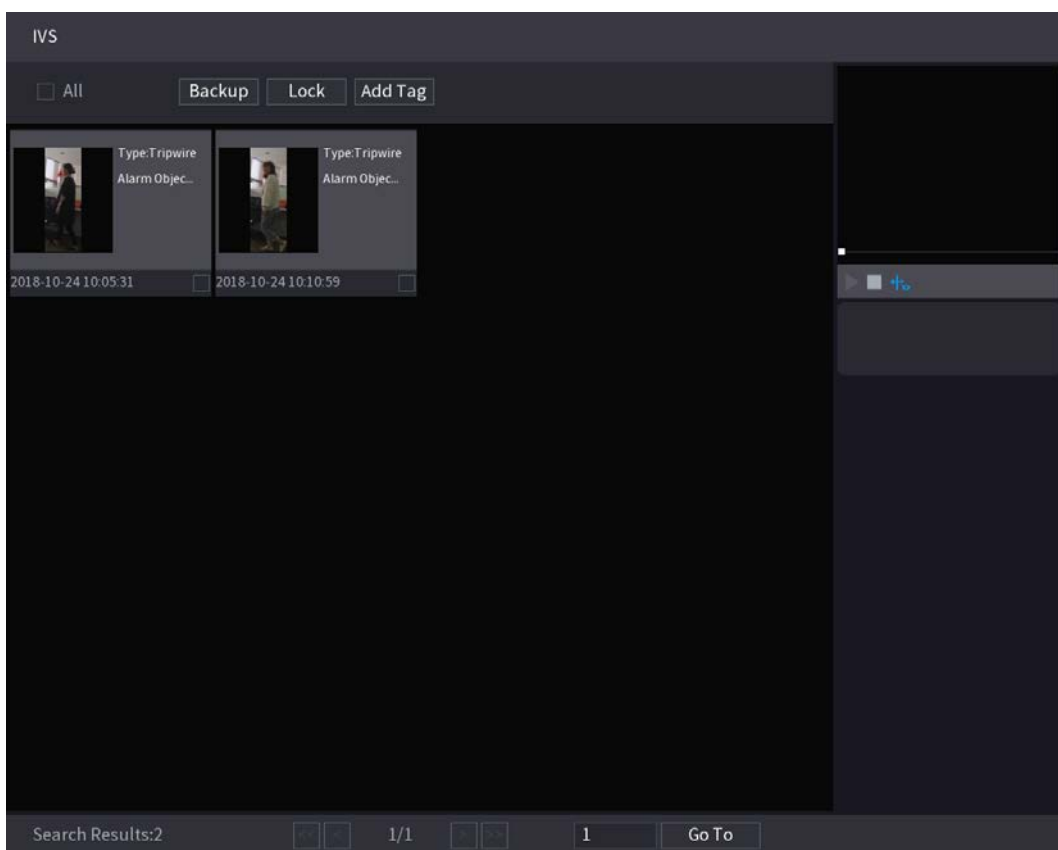 IVS
All
Backup
Lock
Add Tag
Type:Tripwire
Alarm Objec...
2018-10-24 10:05:31
Type:Tripwire
Alarm Objec...
2018-10-24 10:10:59
Search Results:2
<< < 1/1 > >>
1
Go To